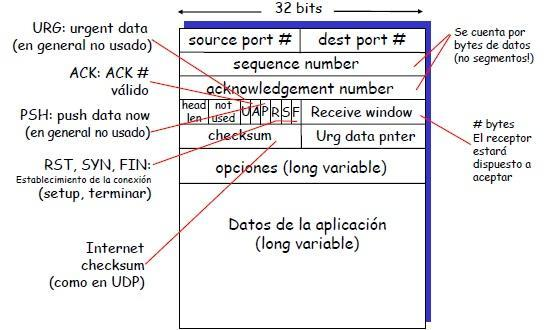 32 bits
URG: urgent data
(en general no usado)
ACK: ACK #
válido
PSH: push data now
(en general no usado)
RST, SYN, FIN:
Establecimiento de la conexión
(setup, terminar)
Internet
checksum
(como en UDP)
source port #
dest port #
sequence number
acknowledgement number
head
len
not
used
U
A
P
R
S
F
Receive window
checksum
Urg data pnter
opciones (long variable)
Datos de la aplicación
(long variable)
Se cuenta por
bytes de datos
(no segmentos!)
# bytes
El receptor
estará
dispuesto a
aceptar